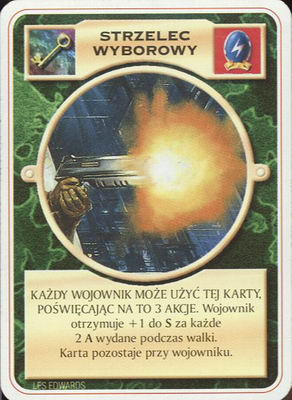 STRZELEC
WYBOROWY
KAŻDY WOJOWNIK MOŻE UŻYĆ TEJ KARTY,
POŚWIĘCAJĄC NA TO 3 AKCJE. Wojownik
otrzymuje +1 do S za każde
2 A wydane podczas walki.
Karta pozostaje przy wojowniku.
LES EDWARDS